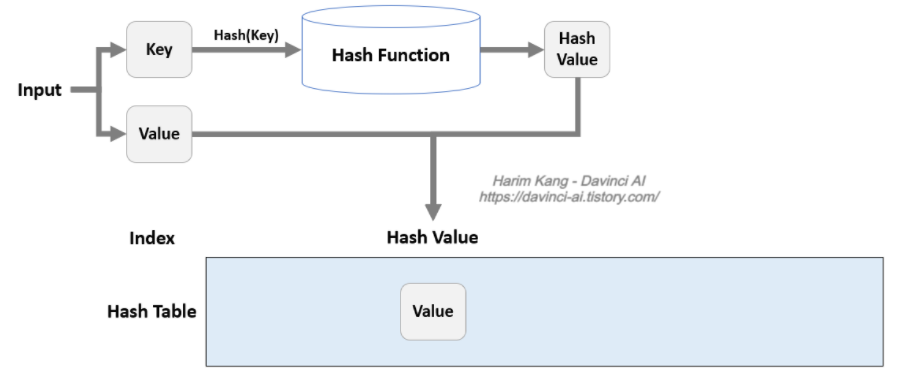 Key
Hash(Key)
Hash Function
Hash
Value
Input
Value
Harim Kang - Davinci AI
https://davinci-ai.tistory.com/
Index
Hash Value
Hash Table
Value